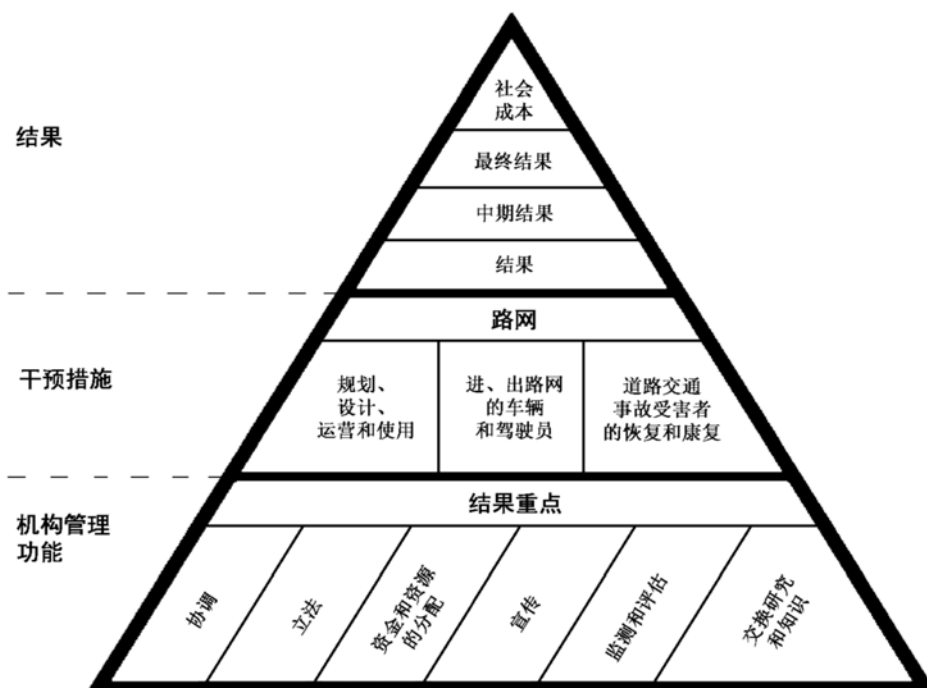 社会
成本
结果
最终结果
中期结果
结果
路网
干预措施
规划、
设计、
运营和使用
进、出路网
的车辆
和驾驶员
道路交通
事故受害者
的恢复和康复
结果重点
机构管理
功能
协调
立法
资金和资源
的分配
宣传
监测和评估
交换研究
和知识